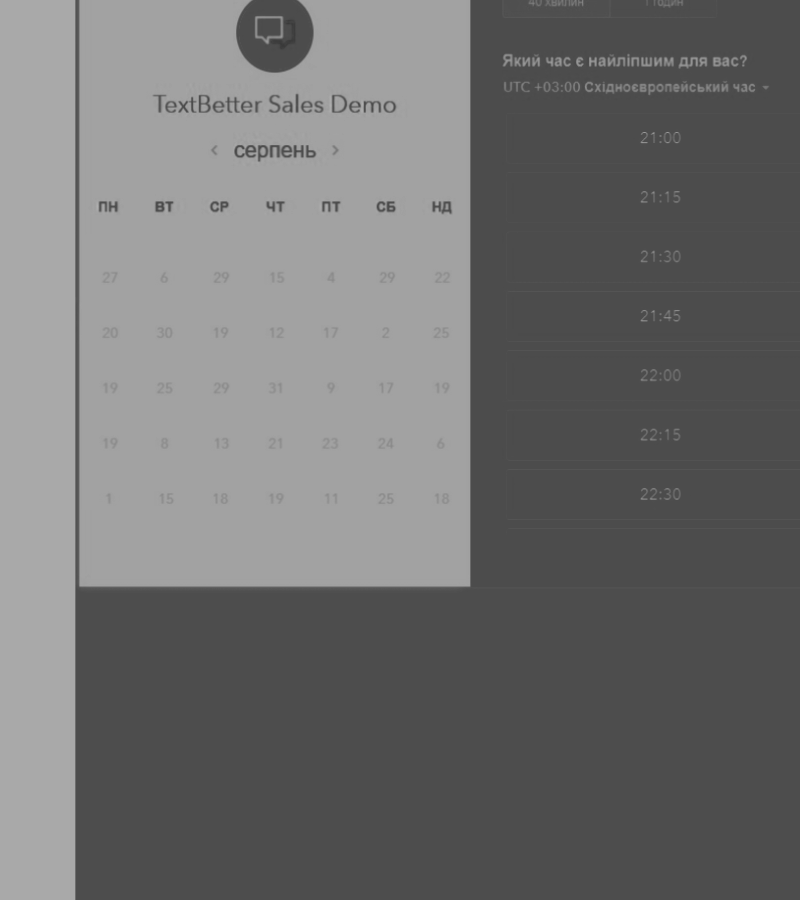 40 хвилин 1 годин
TextBetter Sales Demo
‹ серпень ›
ПН ВТ СР ЧТ ПТ СБ НД
27 6 29 15 4 29 22
20 30 19 12 17 2 25
19 25 29 31 9 17 19
19 8 13 21 23 24 6
1 15 18 19 11 25 18
Який час є найліпшим для вас?
UTC +03:00 Східноєвропейський час
21:00
21:15
21:30
21:45
22:00
22:15
22:30